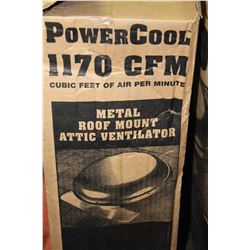 POWERCOOL
1170 CFM
CUBIC FEET OF AIR PER MINUTE
METAL
ROOF MOUNT
ATTIC VENTILATOR